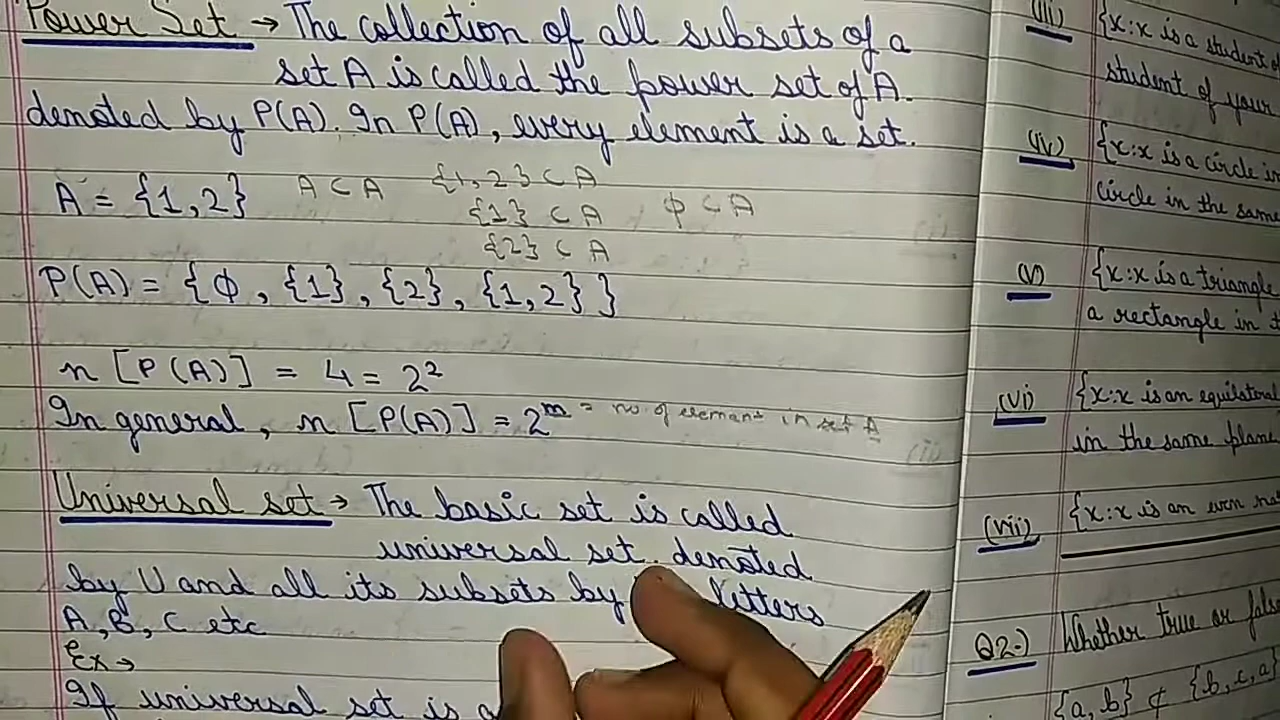 Power Set → The collection of all subsets of a
set A is called the power set of A.
denoted by P(A). In P(A), every element is a set.
A = {1,2} A ⊂ A {1,2} ⊂ A
{1} ⊂ A φ ⊂ A
{2} ⊂ A
P(A) = {φ, {1}, {2}, {1,2}}
n [P(A)] = 4 = 2²
In general, n [P(A)] = 2ᵐ = no. of element in set A
Universal set → The basic set is called
universal set. denoted
by U and all its subsets by letters
A, B, C etc
Ex →
If universal set is
(iii) {x:x is a student of
student of your
(iv) {x:x is a circle in
circle in the same
(v) {x:x is a triangle
a rectangle in
(vi) {x:x is an equilateral
in the same plane
(vii) {x:x is an even
Q2.) Whether true or false
{a,b} ⊄ {b,c,a}